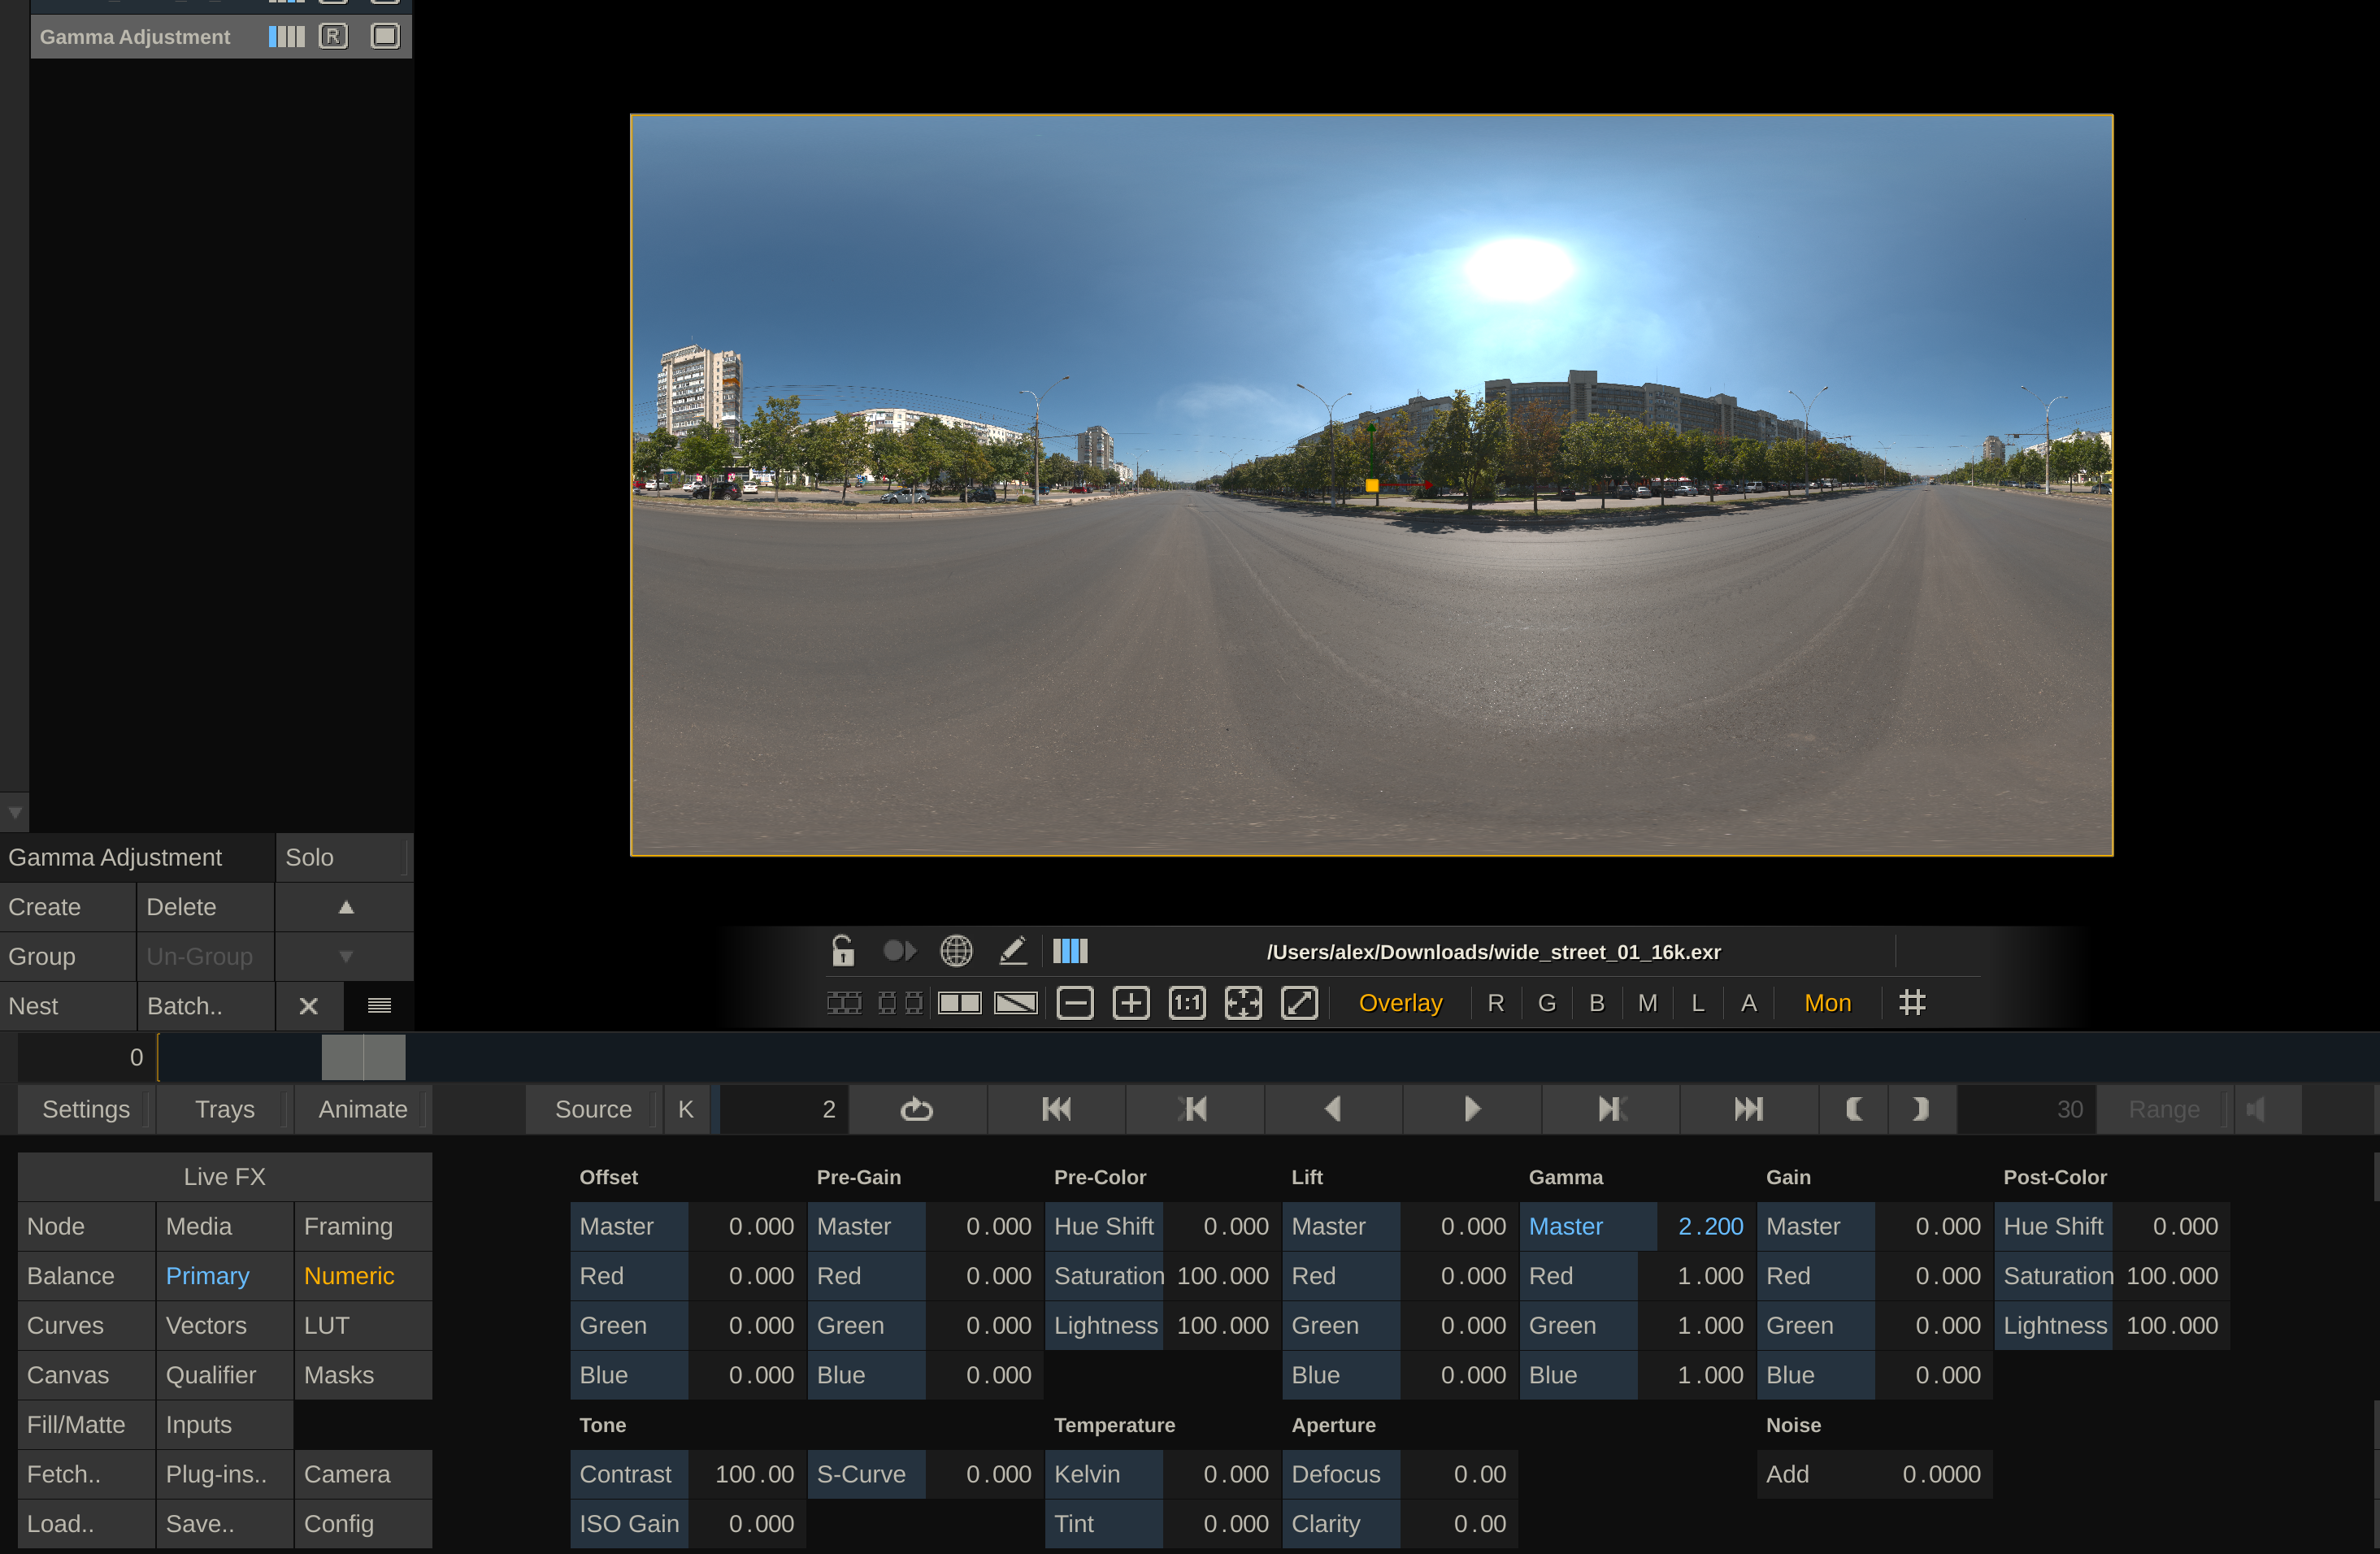 Gamma Adjustment R
Gamma Adjustment Solo
Create Delete
Group Un-Group
Nest Batch..
/Users/alex/Downloads/wide_street_01_16k.exr
1:1 Overlay R G B M L A Mon
0
Settings Trays Animate Source K 2 30 Range
Live FX
Node Media Framing
Balance Primary Numeric
Curves Vectors LUT
Canvas Qualifier Masks
Fill/Matte Inputs
Fetch.. Plug-ins.. Camera
Load.. Save.. Config
Offset Pre-Gain Pre-Color Lift Gamma Gain Post-Color
Master 0.000 Master 0.000 Hue Shift 0.000 Master 0.000 Master 2.200 Master 0.000 Hue Shift 0.000
Red 0.000 Red 0.000 Saturation 100.000 Red 0.000 Red 1.000 Red 0.000 Saturation 100.000
Green 0.000 Green 0.000 Lightness 100.000 Green 0.000 Green 1.000 Green 0.000 Lightness 100.000
Blue 0.000 Blue 0.000 Blue 0.000 Blue 1.000 Blue 0.000
Tone Temperature Aperture Noise
Contrast 100.00 S-Curve 0.000 Kelvin 0.000 Defocus 0.00 Add 0.0000
ISO Gain 0.000 Tint 0.000 Clarity 0.00